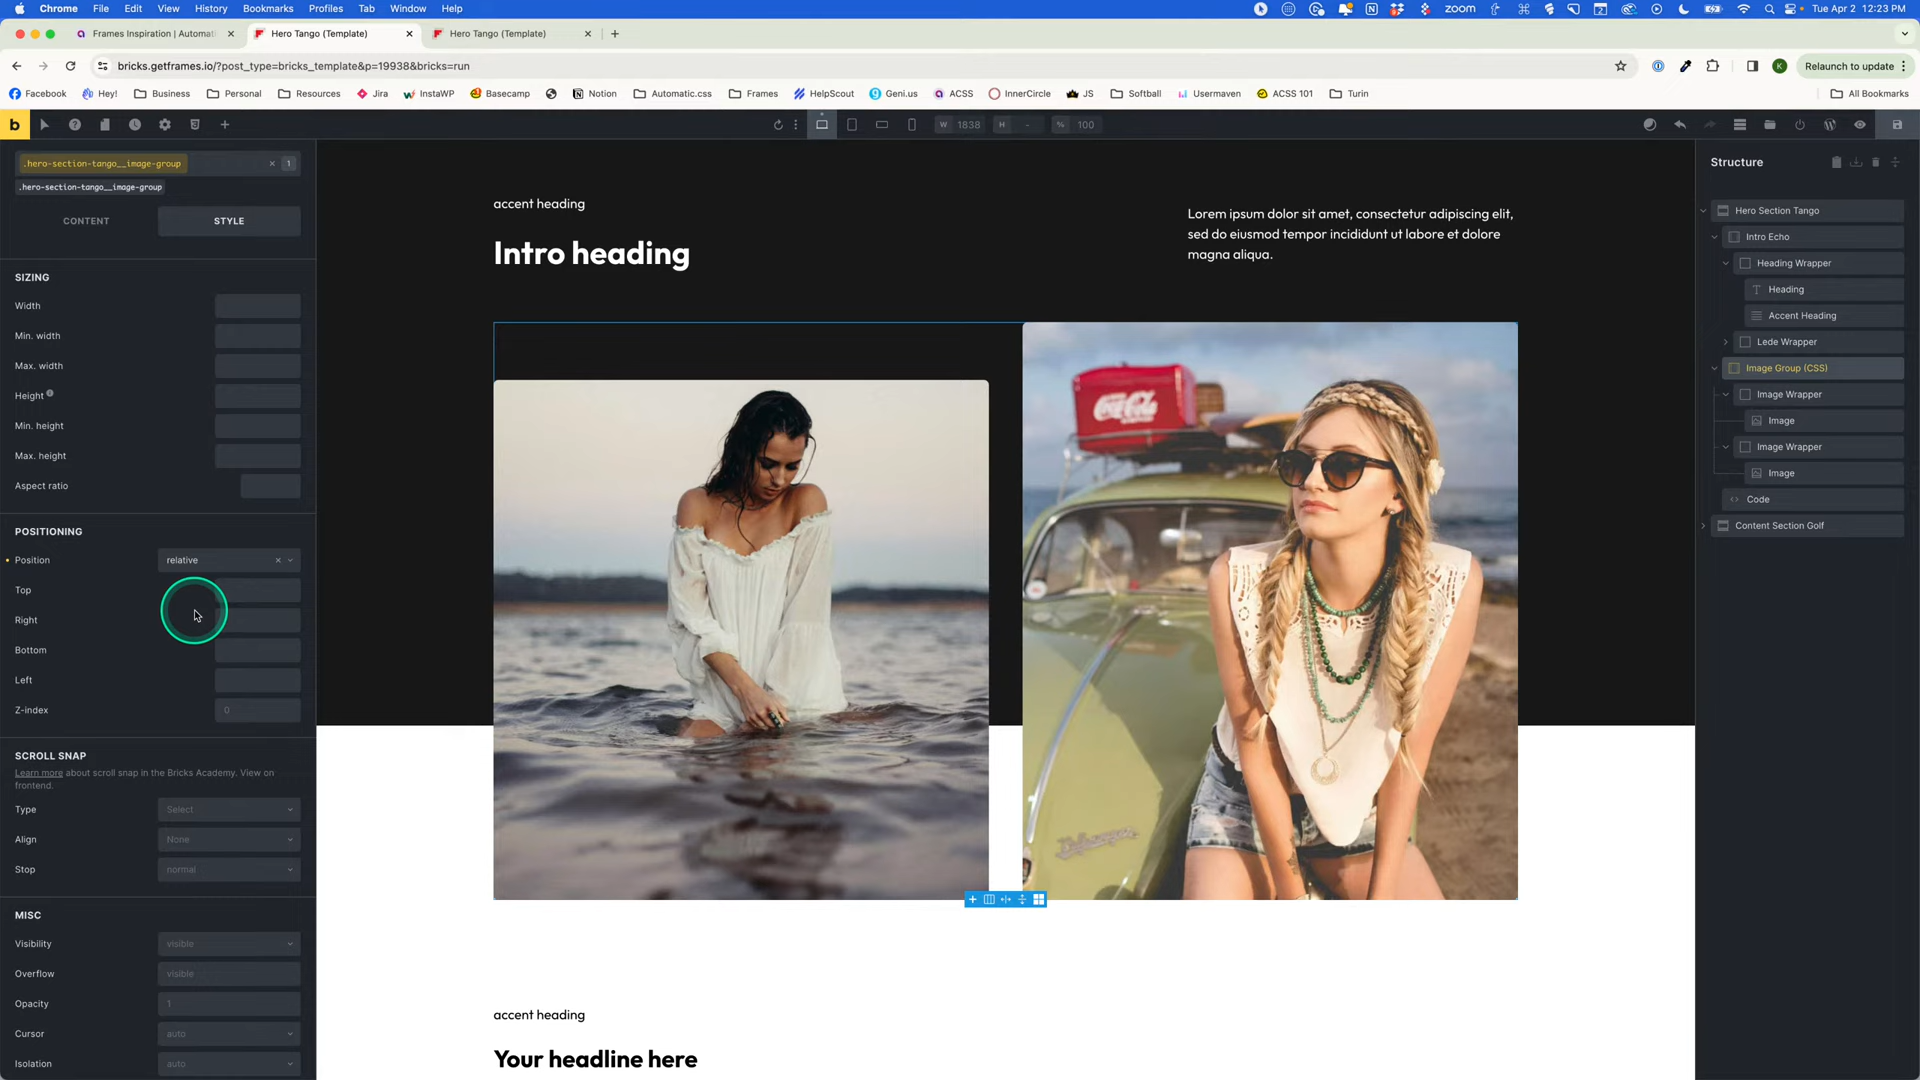 Chrome File Edit View History Bookmarks Profiles Tab Window Help
zoom
Tue Apr 2 12:23 PM
Frames Inspiration | Automat
Hero Tango (Template)
Hero Tango (Template)
bricks.getframes.io/?post_type=bricks_template&p=19938&bricks=run
Relaunch to update
Facebook Hey! Business Personal Resources Jira InstaWP Basecamp Notion Automatic.css Frames HelpScout Geni.us ACSS InnerCircle JS Softball Usermaven ACSS 101 Turin All Bookmarks
b
W 1838 H - % 100
.hero-section-tango__image-group × 1
.hero-section-tango__image-group
CONTENT STYLE
SIZING
Width
Min. width
Max. width
Height
Min. height
Max. height
Aspect ratio
POSITIONING
Position relative
Top
Right
Bottom
Left
Z-index 0
SCROLL SNAP
Learn more about scroll snap in the Bricks Academy. View on
frontend.
Type Select
Align None
Stop normal
MISC
Visibility visible
Overflow visible
Opacity 1
Cursor auto
Isolation auto
accent heading
Intro heading
Lorem ipsum dolor sit amet, consectetur adipiscing elit,
sed do eiusmod tempor incididunt ut labore et dolore
magna aliqua.
Coca-Cola
Volkswagen
accent heading
Your headline here
Structure
Hero Section Tango
Intro Echo
Heading Wrapper
Heading
Accent Heading
Lede Wrapper
Image Group (CSS)
Image Wrapper
Image
Image Wrapper
Image
Code
Content Section Golf